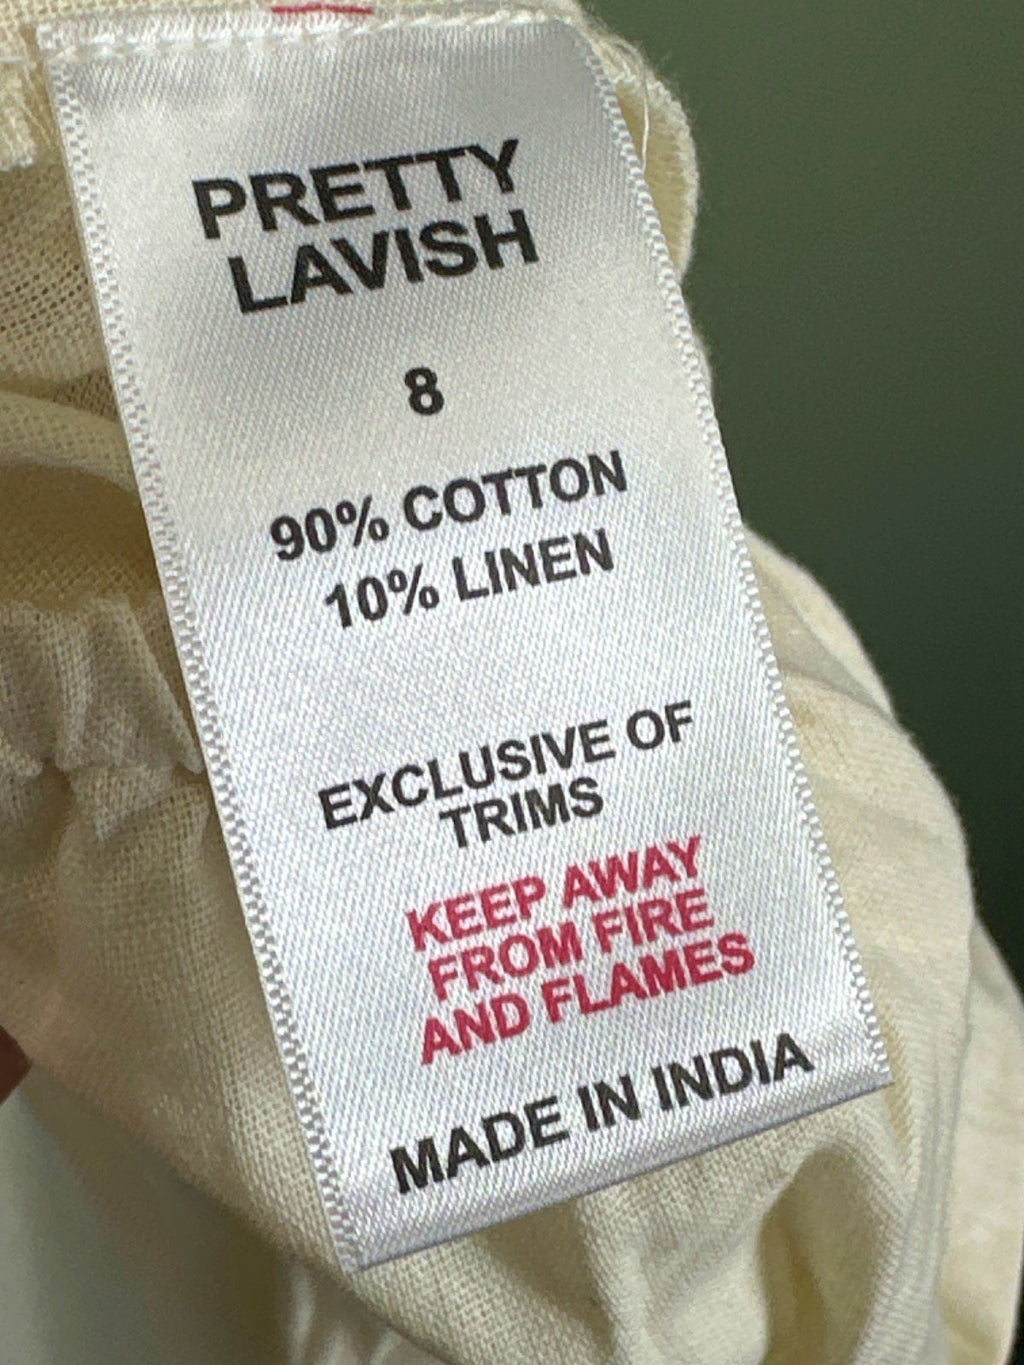 PRETTY
LAVISH
8
90% COTTON
10% LINEN
EXCLUSIVE OF
TRIMS
KEEP AWAY
FROM FIRE
AND FLAMES
MADE IN INDIA